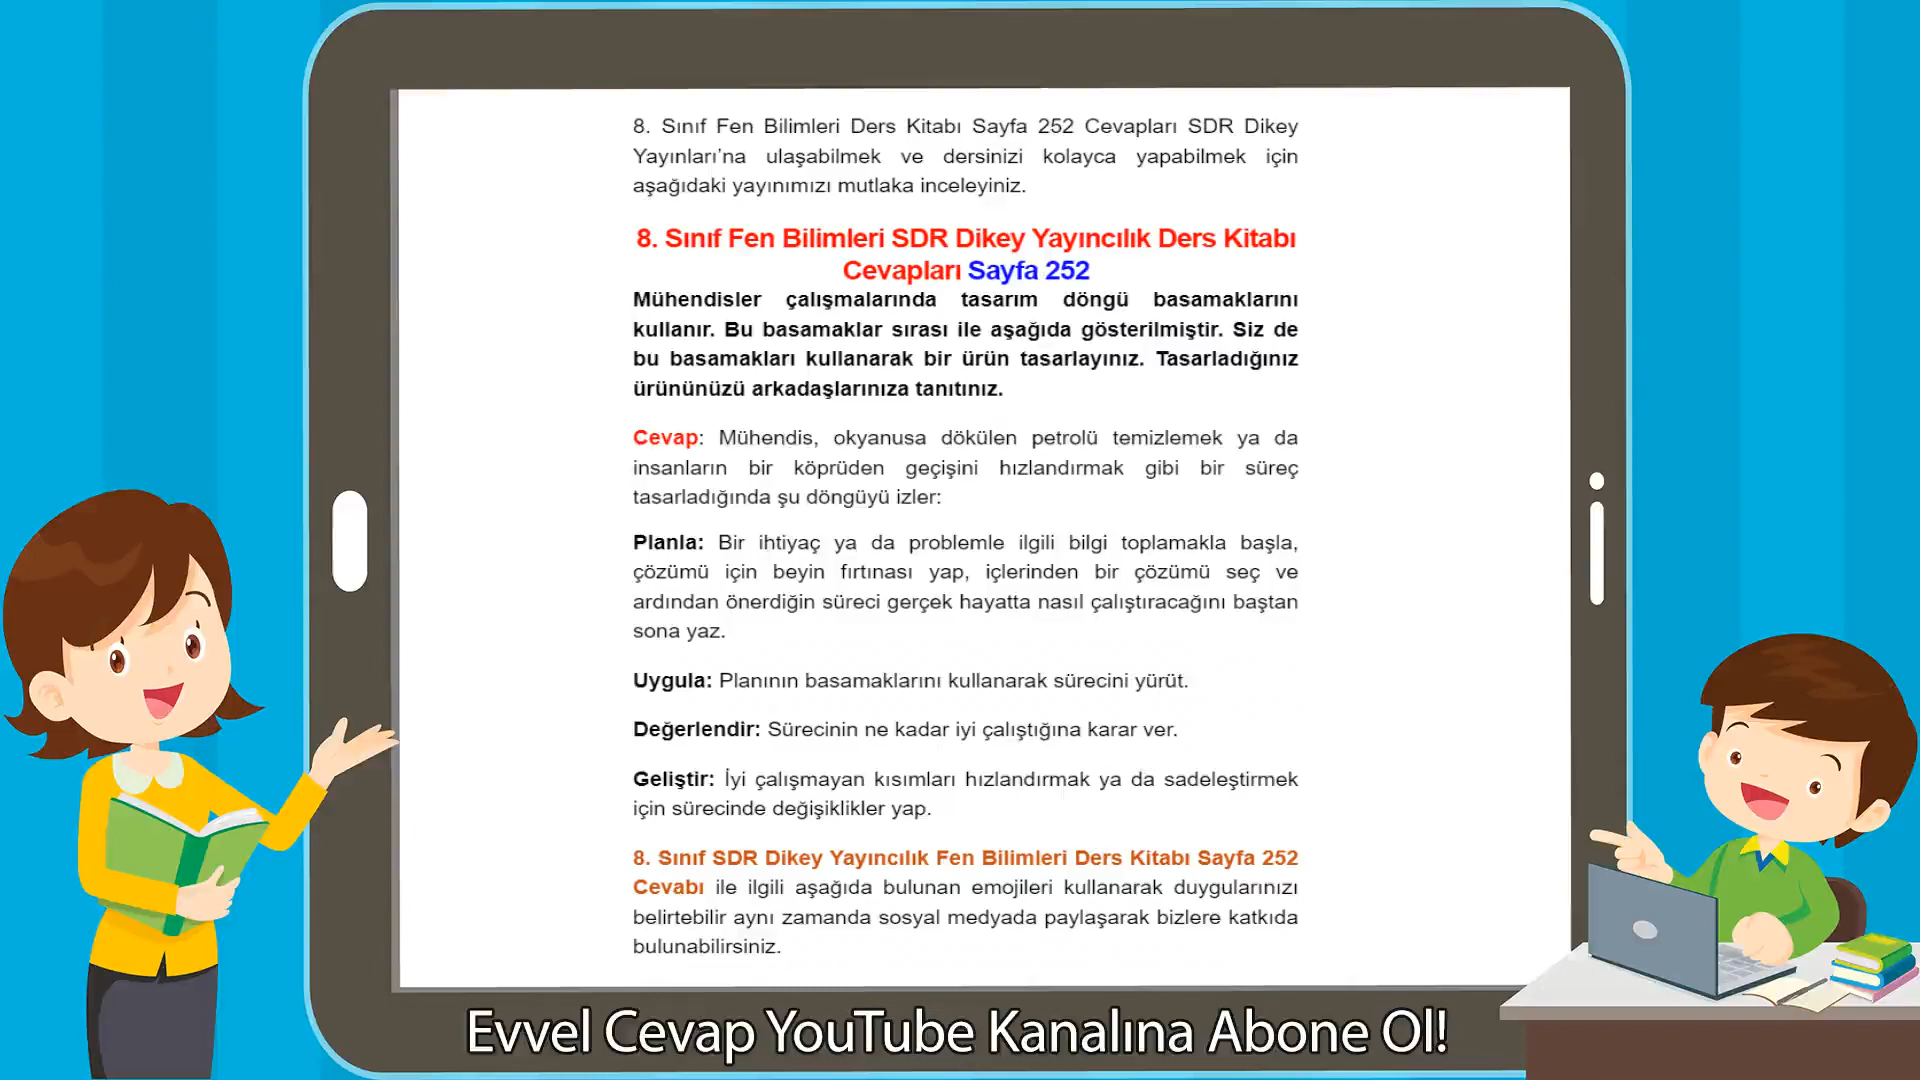 8. Sınıf Fen Bilimleri Ders Kitabı Sayfa 252 Cevapları SDR Dikey
Yayınları’na ulaşabilmek ve dersinizi kolayca yapabilmek için
aşağıdaki yayınımızı mutlaka inceleyiniz.
8. Sınıf Fen Bilimleri SDR Dikey Yayıncılık Ders Kitabı
Cevapları Sayfa 252
Mühendisler çalışmalarında tasarım döngü basamaklarını
kullanır. Bu basamaklar sırası ile aşağıda gösterilmiştir. Siz de
bu basamakları kullanarak bir ürün tasarlayınız. Tasarladığınız
ürününüzü arkadaşlarınıza tanıtınız.
Cevap: Mühendis, okyanusa dökülen petrolü temizlemek ya da
insanların bir köprüden geçişini hızlandırmak gibi bir süreç
tasarladığında şu döngüyü izler:
Planla: Bir ihtiyaç ya da problemle ilgili bilgi toplamakla başla,
çözümü için beyin fırtınası yap, içlerinden bir çözümü seç ve
ardından önerdiğin süreci gerçek hayatta nasıl çalıştıracağını baştan
sona yaz.
Uygula: Planının basamaklarını kullanarak sürecini yürüt.
Değerlendir: Sürecinin ne kadar iyi çalıştığına karar ver.
Geliştir: İyi çalışmayan kısımları hızlandırmak ya da sadeleştirmek
için sürecinde değişiklikler yap.
8. Sınıf SDR Dikey Yayıncılık Fen Bilimleri Ders Kitabı Sayfa 252
Cevabı ile ilgili aşağıda bulunan emojileri kullanarak duygularınızı
belirtebilir aynı zamanda sosyal medyada paylaşarak bizlere katkıda
bulunabilirsiniz.
Evvel Cevap YouTube Kanalına Abone Ol!